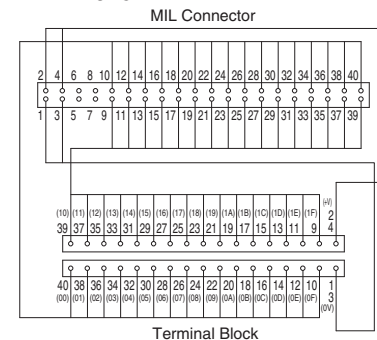 MIL Connector
2 4 6 8 10 12 14 16 18 20 22 24 26 28 30 32 34 36 38 40
1 3 5 7 9 11 13 15 17 19 21 23 25 27 29 31 33 35 37 39
(+V)
(10) (11) (12) (13) (14) (15) (16) (17) (18) (19) (1A) (1B) (1C) (1D) (1E) (1F) 2
39 37 35 33 31 29 27 25 23 21 19 17 15 13 11 9 4
40 38 36 34 32 30 28 26 24 22 20 18 16 14 12 10 1
(00) (01) (02) (03) (04) (05) (06) (07) (08) (09) (0A) (0B) (0C) (0D) (0E) (0F) 3
(0V)
Terminal Block